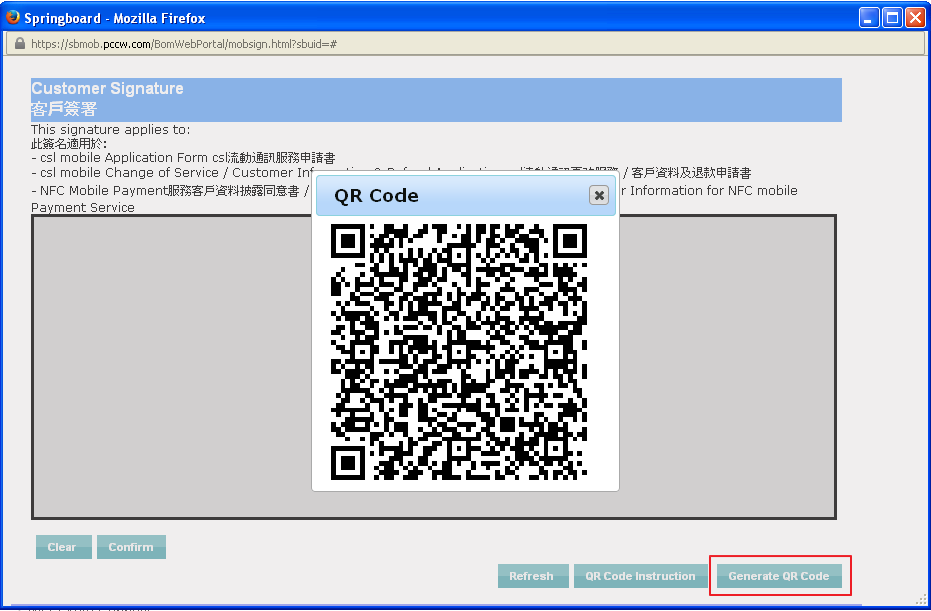 Springboard - Mozilla Firefox
https://sbmob.pccw.com/BomWebPortal/mobsign.html?sbuid=#
Customer Signature
客戶簽署
This signature applies to:
此簽名適用於:
- csl mobile Application Form csl流動通訊服務申請書
- csl mobile Change of Service / Customer / 客戶資料及退款申請書
- NFC Mobile Payment服務客戶資料披露同意書 / Information for NFC mobile
Payment Service
QR Code
Clear
Confirm
Refresh
QR Code Instruction
Generate QR Code